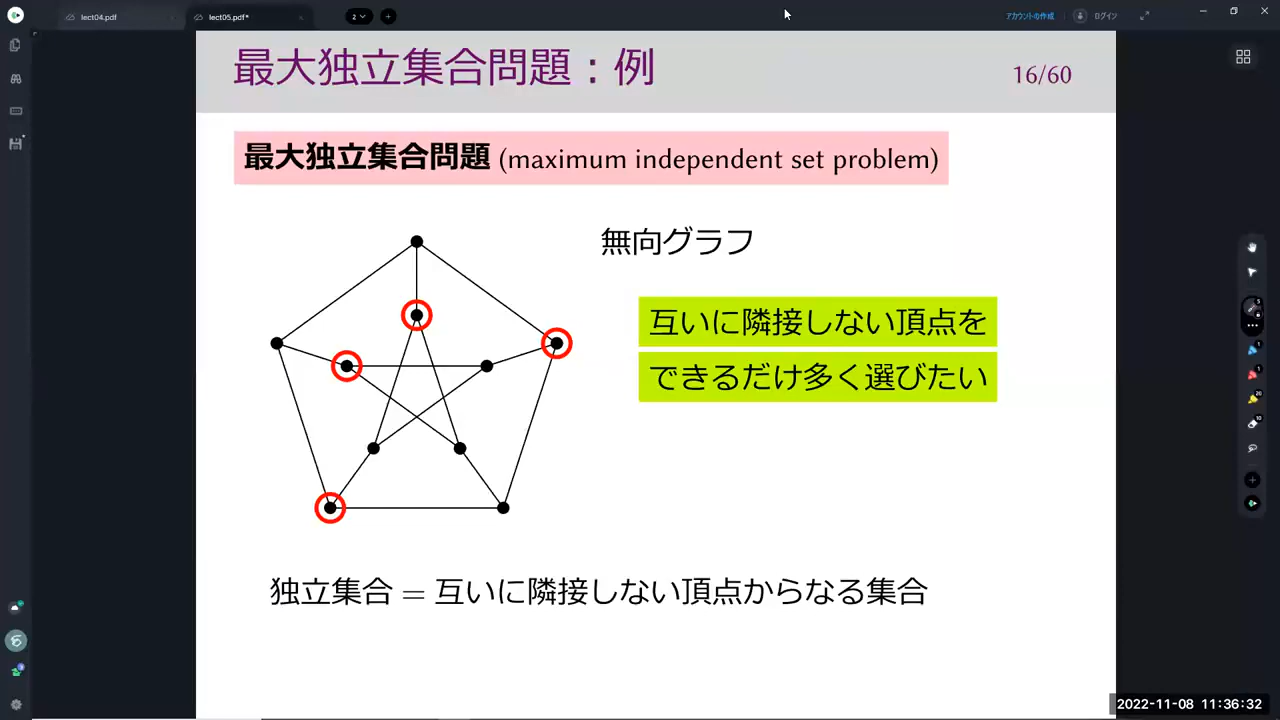 lect04.pdf
lect05.pdf*
2
アカウントの作成
ログイン
最大独立集合問題：例
16/60
最大独立集合問題 (maximum independent set problem)
無向グラフ
互いに隣接しない頂点を
できるだけ多く選びたい
独立集合 = 互いに隣接しない頂点からなる集合
2022-11-08 11:36:32